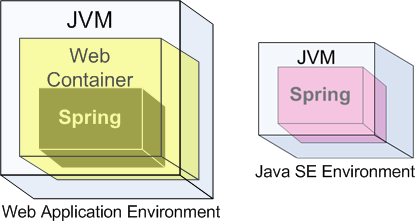 JVM
Web
Container
Spring
Web Application Environment
JVM
Spring
Java SE Environment